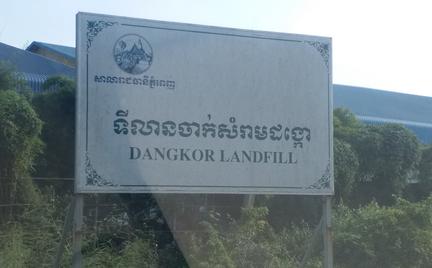 សាលារាជធានីភ្នំពេញ
ទីលានចាក់សំរាមដង្កោ
DANGKOR LANDFILL